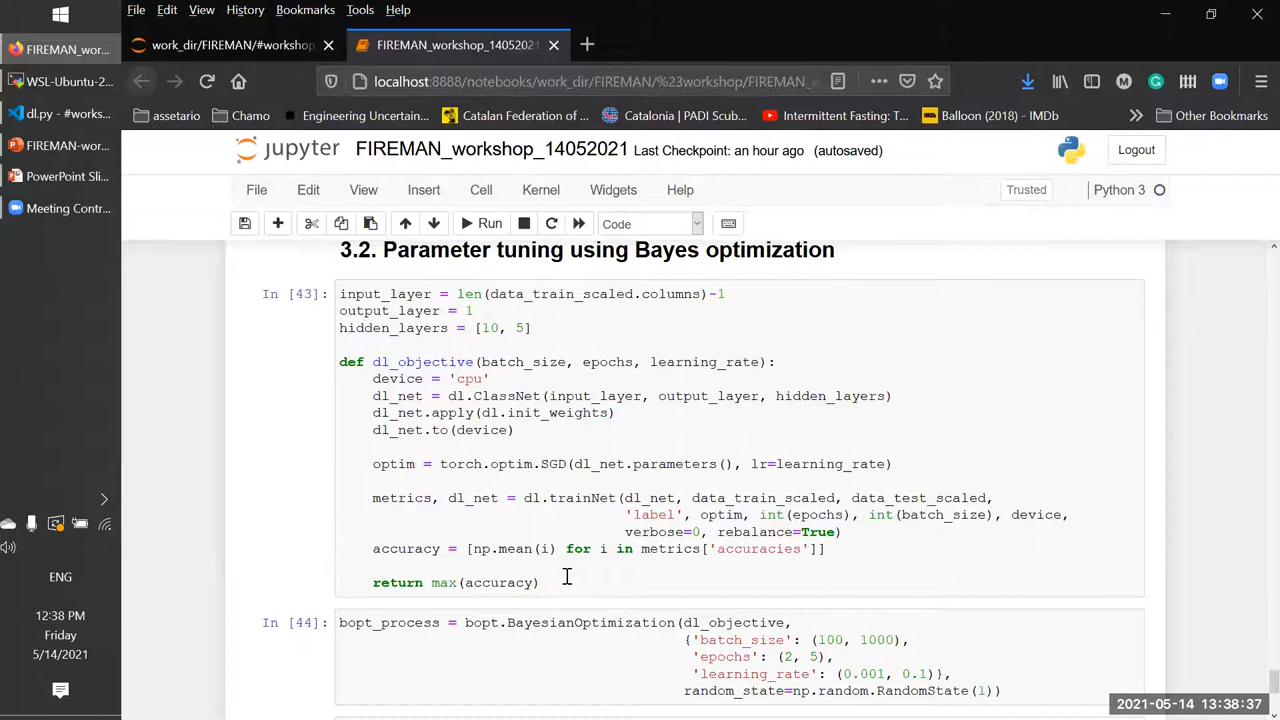 File Edit View History Bookmarks Tools Help
FIREMAN_wor...
work_dir/FIREMAN/#workshop
FIREMAN_workshop_14052021
WSL-Ubuntu-2...
localhost:8888/notebooks/work_dir/FIREMAN/%23workshop/FIREMAN_
dl.py - #works...
assetario Chamo Engineering Uncertain... Catalan Federation of ... Catalonia | PADI Scub... Intermittent Fasting: T... Balloon (2018) - IMDb Other Bookmarks
FIREMAN-wor...
jupyter FIREMAN_workshop_14052021 Last Checkpoint: an hour ago (autosaved) Logout
PowerPoint Sli...
File Edit View Insert Cell Kernel Widgets Help Trusted Python 3
Meeting Contr...
Run Code
3.2. Parameter tuning using Bayes optimization
In [43]: input_layer = len(data_train_scaled.columns)-1
output_layer = 1
hidden_layers = [10, 5]
def dl_objective(batch_size, epochs, learning_rate):
device = 'cpu'
dl_net = dl.ClassNet(input_layer, output_layer, hidden_layers)
dl_net.apply(dl.init_weights)
dl_net.to(device)
optim = torch.optim.SGD(dl_net.parameters(), lr=learning_rate)
metrics, dl_net = dl.trainNet(dl_net, data_train_scaled, data_test_scaled,
'label', optim, int(epochs), int(batch_size), device,
verbose=0, rebalance=True)
accuracy = [np.mean(i) for i in metrics['accuracies']]
return max(accuracy)
In [44]: bopt_process = bopt.BayesianOptimization(dl_objective,
{'batch_size': (100, 1000),
'epochs': (2, 5),
'learning_rate': (0.001, 0.1)},
random_state=np.random.RandomState(1))
ENG
12:38 PM
Friday
5/14/2021
2021-05-14 13:38:37